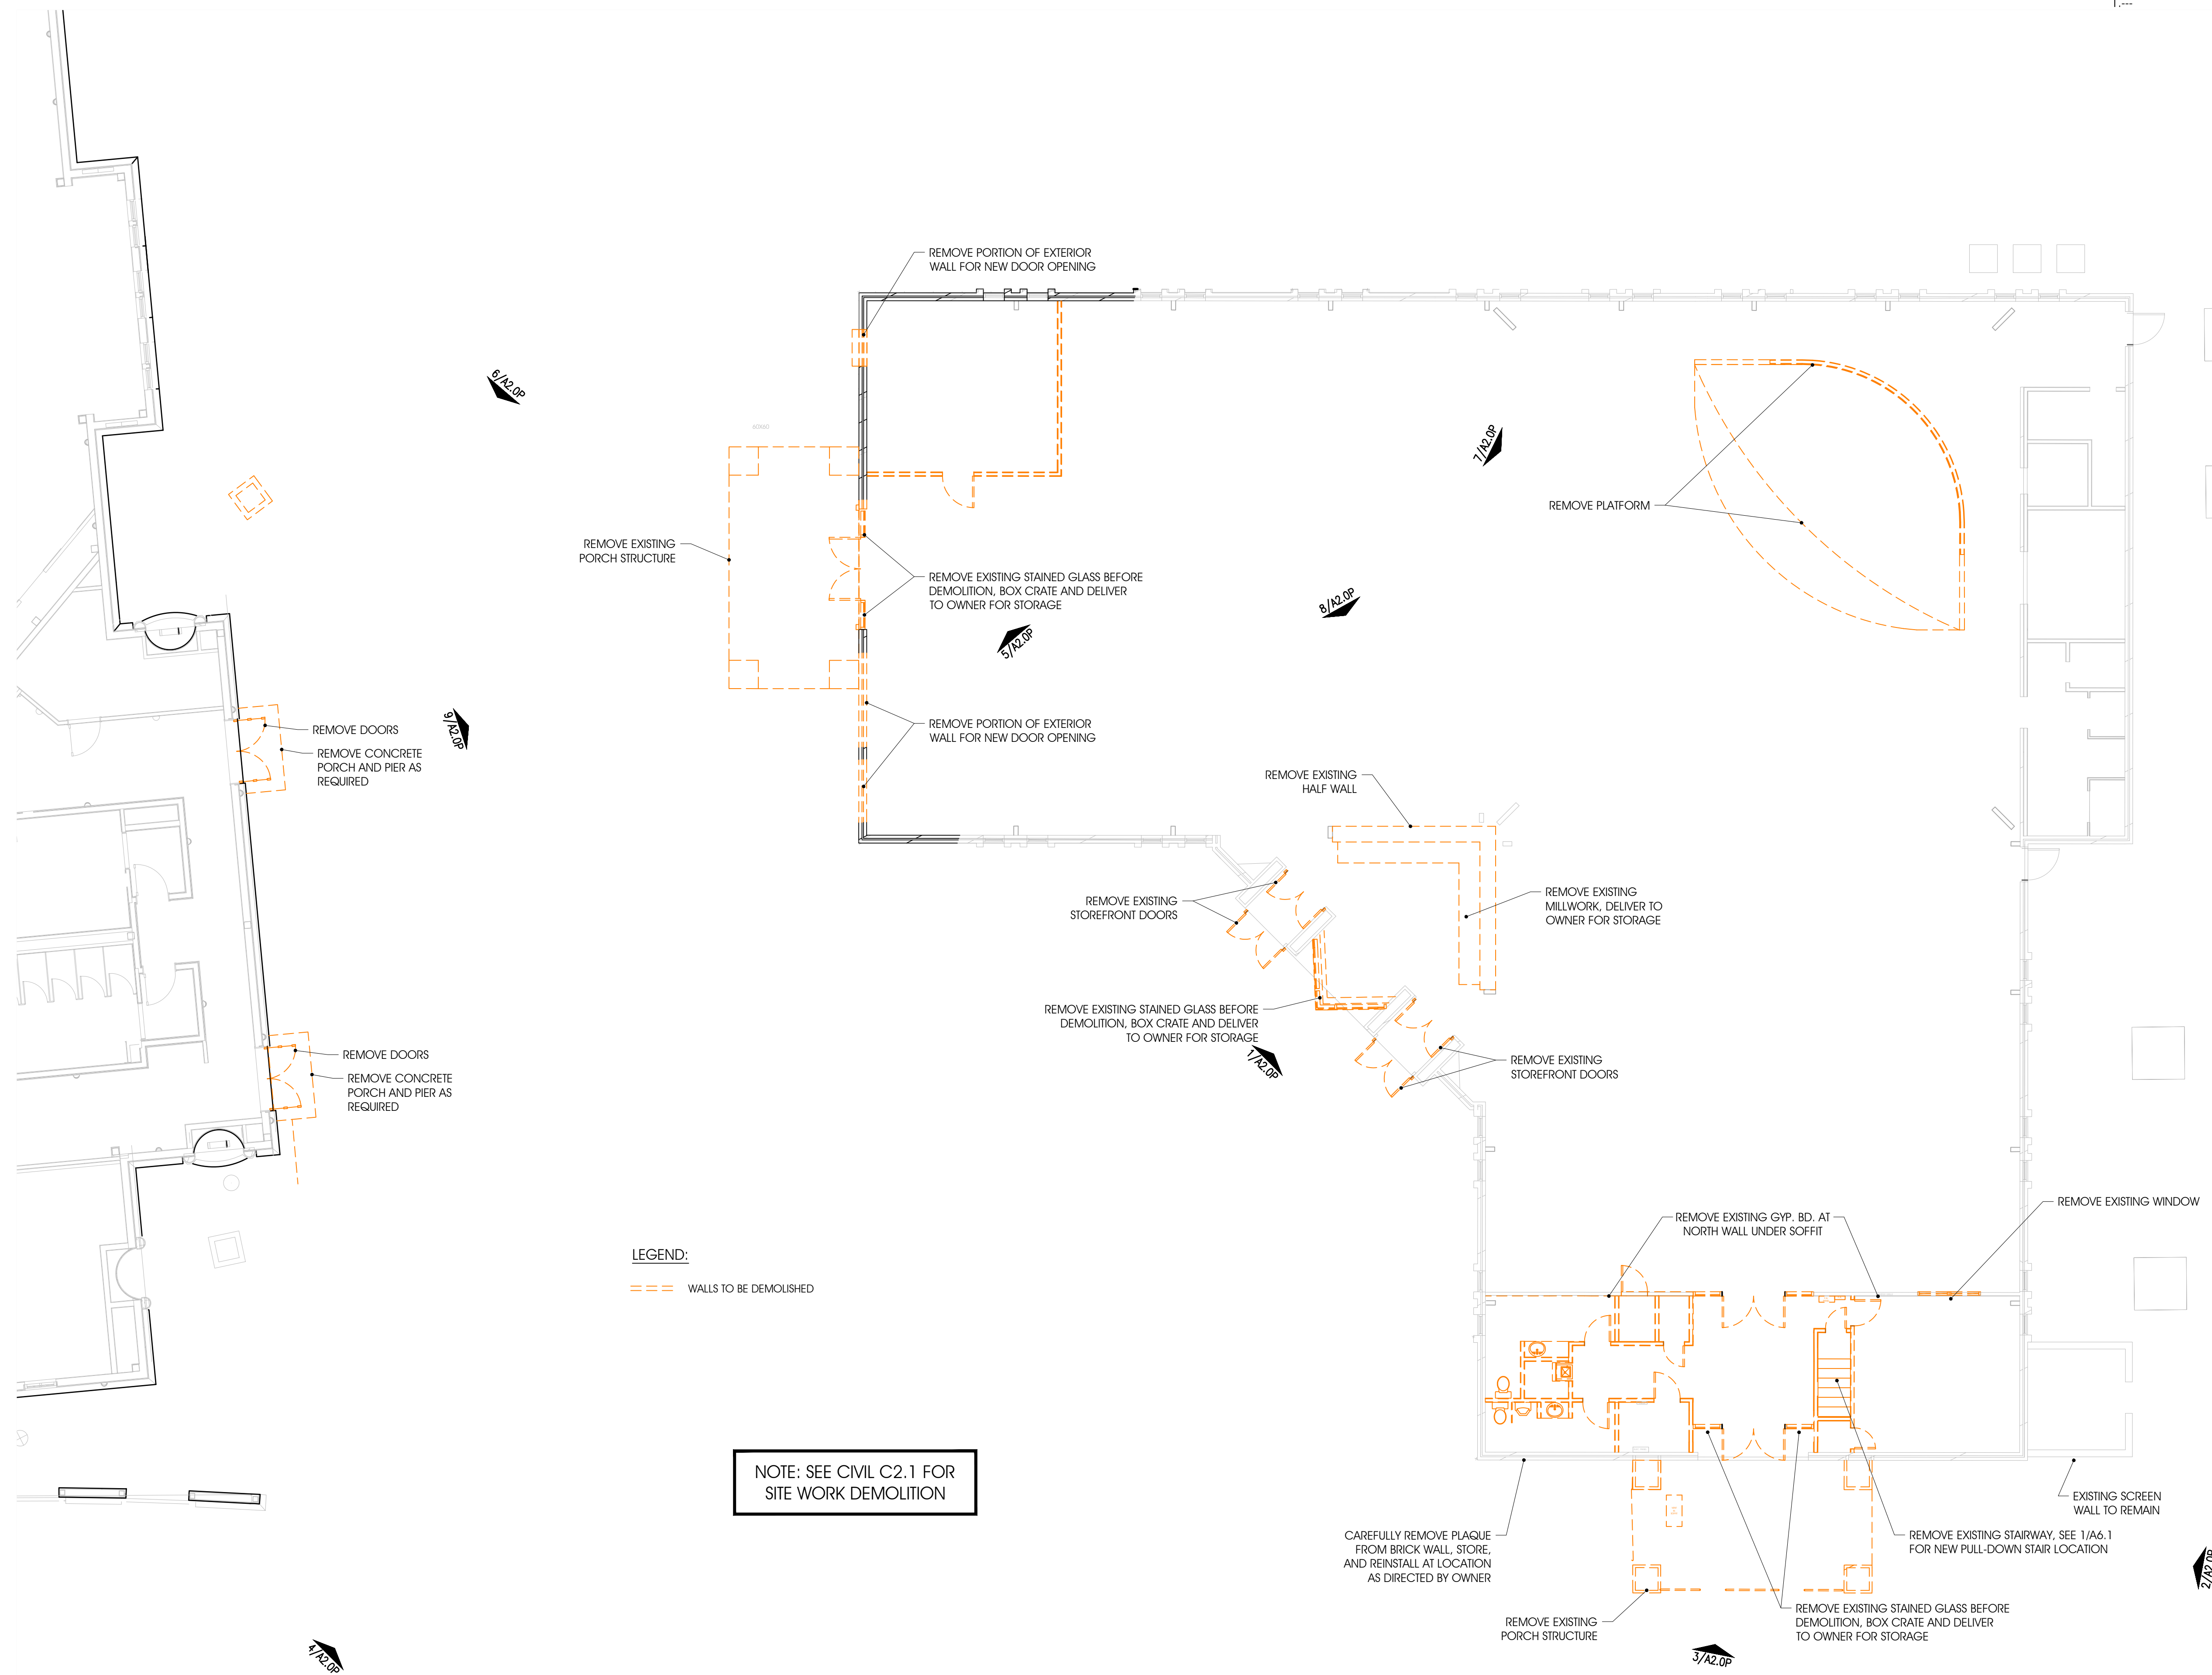 1.---
REMOVE PORTION OF EXTERIOR
WALL FOR NEW DOOR OPENING
6/A2.0P
60X60
7/A2.0P
REMOVE PLATFORM
REMOVE EXISTING
PORCH STRUCTURE
REMOVE EXISTING STAINED GLASS BEFORE
DEMOLITION, BOX CRATE AND DELIVER
TO OWNER FOR STORAGE
8/A2.0P
5/A2.0P
9/A2.0P
REMOVE DOORS
REMOVE CONCRETE
PORCH AND PIER AS
REQUIRED
REMOVE PORTION OF EXTERIOR
WALL FOR NEW DOOR OPENING
REMOVE EXISTING
HALF WALL
REMOVE EXISTING
STOREFRONT DOORS
REMOVE EXISTING
MILLWORK, DELIVER TO
OWNER FOR STORAGE
REMOVE EXISTING STAINED GLASS BEFORE
DEMOLITION, BOX CRATE AND DELIVER
TO OWNER FOR STORAGE
1/A2.0P
REMOVE EXISTING
STOREFRONT DOORS
REMOVE DOORS
REMOVE CONCRETE
PORCH AND PIER AS
REQUIRED
REMOVE EXISTING WINDOW
REMOVE EXISTING GYP. BD. AT
NORTH WALL UNDER SOFFIT
LEGEND:
WALLS TO BE DEMOLISHED
NOTE: SEE CIVIL C2.1 FOR
SITE WORK DEMOLITION
EXISTING SCREEN
WALL TO REMAIN
CAREFULLY REMOVE PLAQUE
FROM BRICK WALL, STORE,
AND REINSTALL AT LOCATION
AS DIRECTED BY OWNER
REMOVE EXISTING STAIRWAY, SEE 1/A6.1
FOR NEW PULL-DOWN STAIR LOCATION
2/A2.0P
REMOVE EXISTING
PORCH STRUCTURE
REMOVE EXISTING STAINED GLASS BEFORE
DEMOLITION, BOX CRATE AND DELIVER
TO OWNER FOR STORAGE
3/A2.0P
4/A2.0P